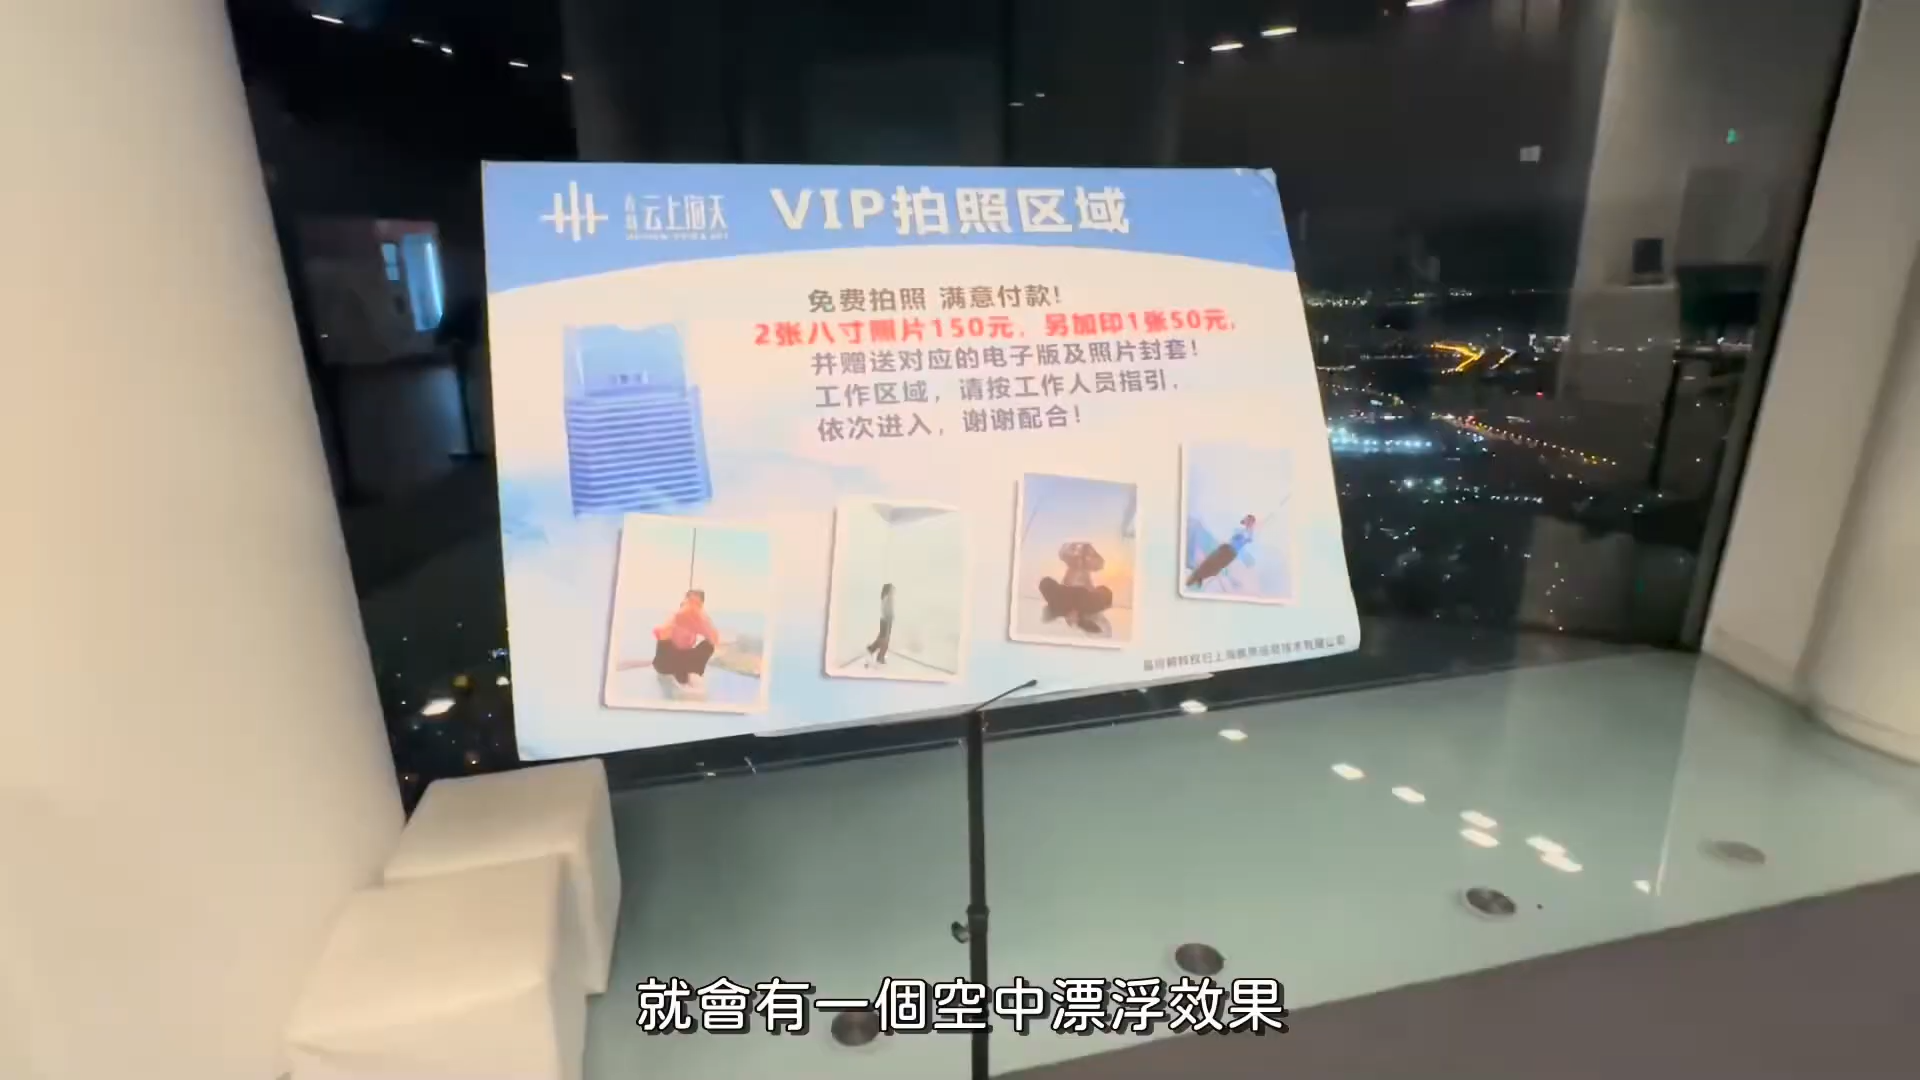 云上海天
VIP拍照区域
免费拍照 满意付款!
2张八寸照片150元，另加印1张50元，
并赠送对应的电子版及照片封套!
工作区域，请按工作人员指引，
依次进入，谢谢配合!
就會有一個空中漂浮效果